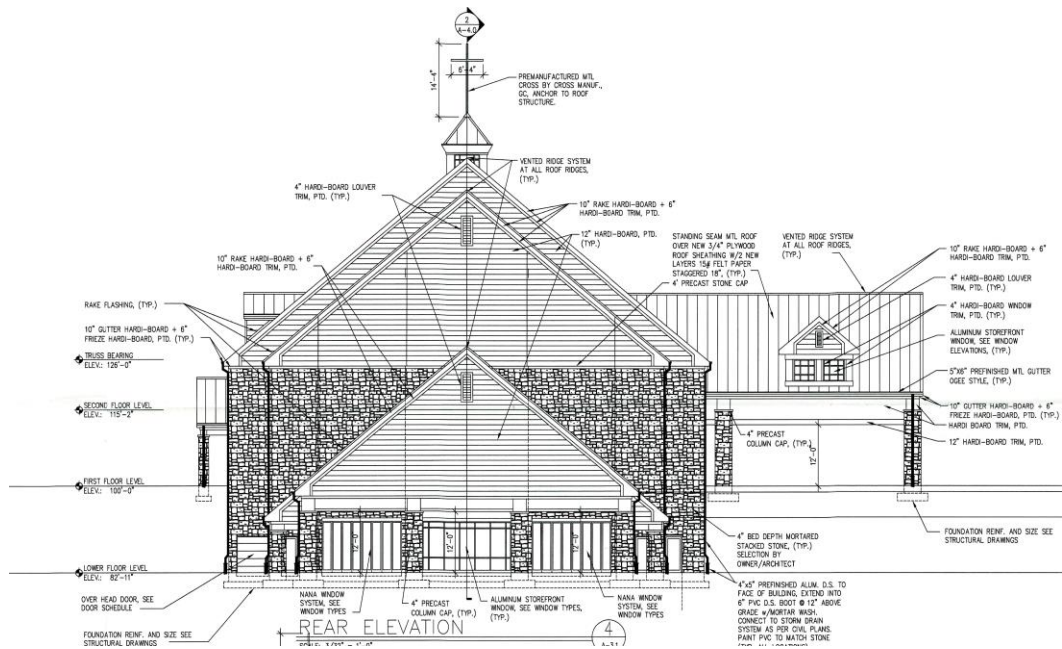 2
A-4.0
6'-4"
14'-4"
PREMANUFACTURED MTL
CROSS BY CROSS MANUF.,
GC, ANCHOR TO ROOF
STRUCTURE.
VENTED RIDGE SYSTEM
AT ALL ROOF RIDGES,
(TYP.)
4" HARDI-BOARD LOUVER
TRIM, PTD. (TYP.)
10" RAKE HARDI-BOARD + 6"
HARDI-BOARD TRIM, PTD.
12" HARDI-BOARD, PTD.
(TYP.)
STANDING SEAM MTL ROOF
OVER NEW 3/4" PLYWOOD
ROOF SHEATHING W/2 NEW
LAYERS 15# FELT PAPER
STAGGERED 18", (TYP.)
4' PRECAST STONE CAP
VENTED RIDGE SYSTEM
AT ALL ROOF RIDGES,
(TYP.)
10" RAKE HARDI-BOARD + 6"
HARDI-BOARD TRIM, PTD.
4" HARDI-BOARD LOUVER
TRIM, PTD. (TYP.)
4" HARDI-BOARD WINDOW
TRIM, PTD. (TYP.)
ALUMINUM STOREFRONT
WINDOW, SEE WINDOW
ELEVATIONS, (TYP.)
5"X6" PREFINISHED MTL GUTTER
OGEE STYLE, (TYP.)
10" GUTTER HARDI-BOARD + 6"
FRIEZE HARDI-BOARD, PTD. (TYP.)
HARDI BOARD TRIM, PTD.
12" HARDI-BOARD TRIM, PTD.
10" RAKE HARDI-BOARD + 6"
HARDI-BOARD TRIM, PTD.
RAKE FLASHING, (TYP.)
10" GUTTER HARDI-BOARD + 6"
FRIEZE HARDI-BOARD, PTD. (TYP.)
TRUSS BEARING
ELEV.: 126'-0"
SECOND FLOOR LEVEL
ELEV.: 115'-2"
FIRST FLOOR LEVEL
ELEV.: 100'-0"
LOWER FLOOR LEVEL
ELEV.: 82'-11"
4" PRECAST
COLUMN CAP, (TYP.)
12'-0"
FOUNDATION REINF. AND SIZE SEE
STRUCTURAL DRAWINGS
12'-0"
12'-0"
12'-0"
4" BED DEPTH MORTARED
STACKED STONE, (TYP.)
SELECTION BY
OWNER/ARCHITECT
OVER HEAD DOOR, SEE
DOOR SCHEDULE
NANA WINDOW
SYSTEM, SEE
WINDOW TYPES
4" PRECAST
COLUMN CAP, (TYP.)
ALUMINUM STOREFRONT
WINDOW, SEE WINDOW TYPES,
(TYP.)
NANA WINDOW
SYSTEM, SEE
WINDOW TYPES
4"x5" PREFINISHED ALUM. D.S. TO
FACE OF BUILDING, EXTEND INTO
6" PVC D.S. BOOT @ 12" ABOVE
GRADE w/MORTAR WASH.
CONNECT TO STORM DRAIN
SYSTEM AS PER CIVIL PLANS.
PAINT PVC TO MATCH STONE
(TYP. ALL LOCATIONS)
FOUNDATION REINF. AND SIZE SEE
STRUCTURAL DRAWINGS
REAR ELEVATION
SCALE: 3/32" = 1'-0"
4
A-3.1